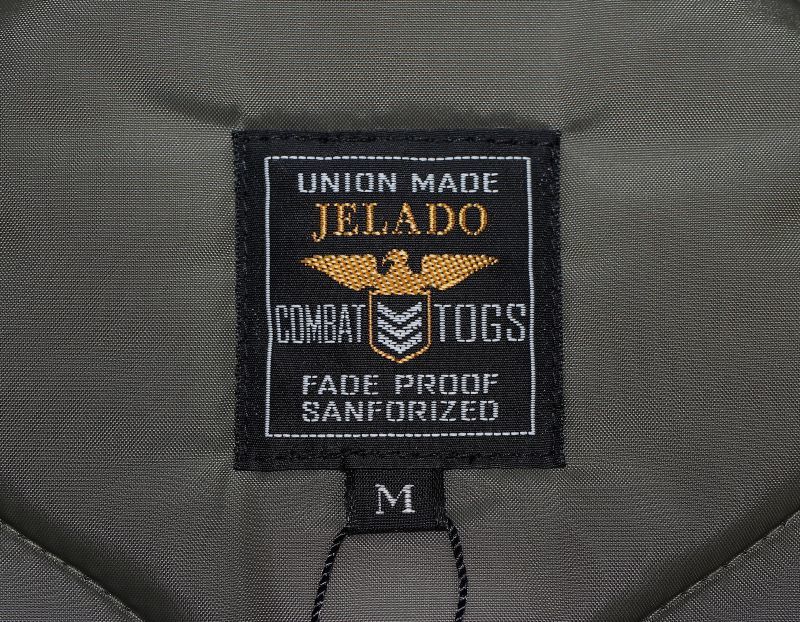 UNION MADE
JELADO
COMBAT TOGS
FADE PROOF
SANFORIZED
M